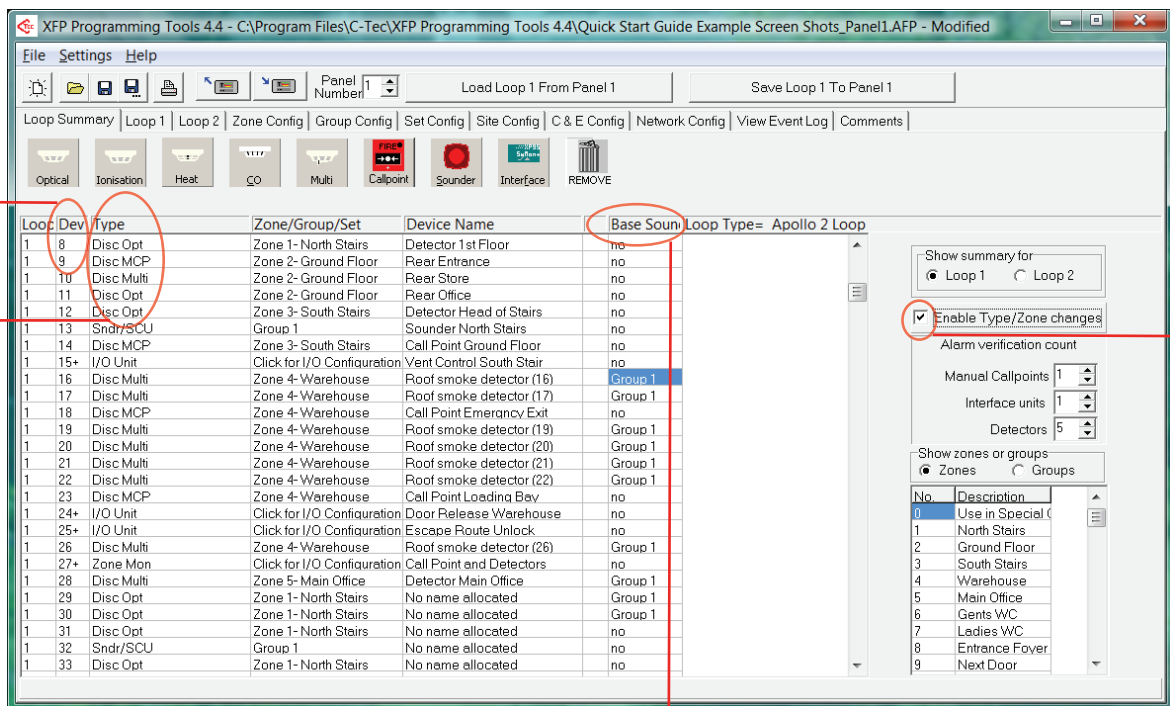 XFP Programming Tools 4.4 - C:\Program Files\C-Tec\XFP Programming Tools 4.4\Quick Start Guide Example Screen Shots_Panel1.AFP - Modified
File Settings Help
Panel Number 1 Load Loop 1 From Panel 1 Save Loop 1 To Panel 1
Loop Summary Loop 1 Loop 2 Zone Config Group Config Set Config Site Config C & E Config Network Config View Event Log Comments
FIRE
Optical Ionisation Heat CO Multi Callpoint Sounder Interface REMOVE
Loop Dev Type Zone/Group/Set Device Name Base Soun Loop Type= Apollo 2 Loop
1 8 Disc Opt Zone 1- North Stairs Detector 1st Floor no
1 9 Disc MCP Zone 2- Ground Floor Rear Entrance no
1 10 Disc Multi Zone 2- Ground Floor Rear Store no
1 11 Disc Opt Zone 2- Ground Floor Rear Office no
1 12 Disc Opt Zone 3- South Stairs Detector Head of Stairs no
1 13 Sndr/SCU Group 1 Sounder North Stairs no
1 14 Disc MCP Zone 3- South Stairs Call Point Ground Floor no
1 15+ I/O Unit Click for I/O Configuration Vent Control South Stair no
1 16 Disc Multi Zone 4- Warehouse Roof smoke detector (16) Group 1
1 17 Disc Multi Zone 4- Warehouse Roof smoke detector (17) Group 1
1 18 Disc MCP Zone 4- Warehouse Call Point Emergncy Exit no
1 19 Disc Multi Zone 4- Warehouse Roof smoke detector (19) Group 1
1 20 Disc Multi Zone 4- Warehouse Roof smoke detector (20) Group 1
1 21 Disc Multi Zone 4- Warehouse Roof smoke detector (21) Group 1
1 22 Disc Multi Zone 4- Warehouse Roof smoke detector (22) Group 1
1 23 Disc MCP Zone 4- Warehouse Call Point Loading Bay no
1 24+ I/O Unit Click for I/O Configuration Door Release Warehouse no
1 25+ I/O Unit Click for I/O Configuration Escape Route Unlock no
1 26 Disc Multi Zone 4- Warehouse Roof smoke detector (26) Group 1
1 27+ Zone Mon Click for I/O Configuration Call Point and Detectors no
1 28 Disc Multi Zone 5- Main Office Detector Main Office Group 1
1 29 Disc Opt Zone 1- North Stairs No name allocated Group 1
1 30 Disc Opt Zone 1- North Stairs No name allocated Group 1
1 31 Disc Opt Zone 1- North Stairs No name allocated no
1 32 Sndr/SCU Group 1 No name allocated no
1 33 Disc Opt Zone 1- North Stairs No name allocated no
Show summary for
Loop 1 Loop 2
Enable Type/Zone changes
Alarm verification count
Manual Callpoints 1
Interface units 1
Detectors 5
Show zones or groups
Zones Groups
No. Description
0 Use in Special
1 North Stairs
2 Ground Floor
3 South Stairs
4 Warehouse
5 Main Office
6 Gents WC
7 Ladies WC
8 Entrance Foyer
9 Next Door